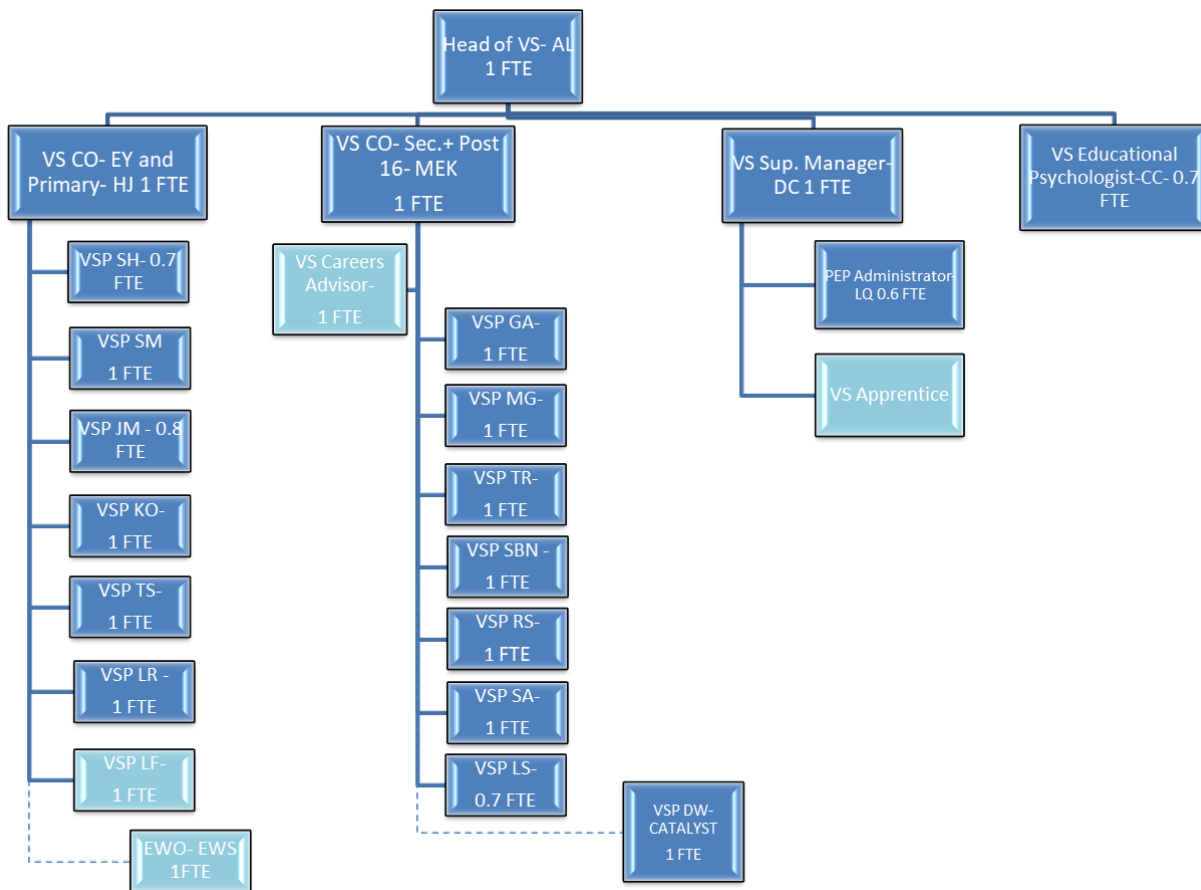 Head of VS- AL
1 FTE
VS CO- EY and
Primary- HJ 1 FTE
VS CO- Sec.+ Post
16- MEK
1 FTE
VS Sup. Manager-
DC 1 FTE
VS Educational
Psychologist-CC- 0.7
FTE
VSP SH- 0.7
FTE
VSP SM
1 FTE
VSP JM - 0.8
FTE
VSP KO-
1 FTE
VSP TS-
1 FTE
VSP LR -
1 FTE
VSP LF-
1 FTE
EWO- EWS
1FTE
VS Careers
Advisor-
1 FTE
VSP GA-
1 FTE
VSP MG-
1 FTE
VSP TR-
1 FTE
VSP SBN -
1 FTE
VSP RS-
1 FTE
VSP SA-
1 FTE
VSP LS-
0.7 FTE
VSP DW-
CATALYST
1 FTE
PEP Administrator-
LQ 0.6 FTE
VS Apprentice